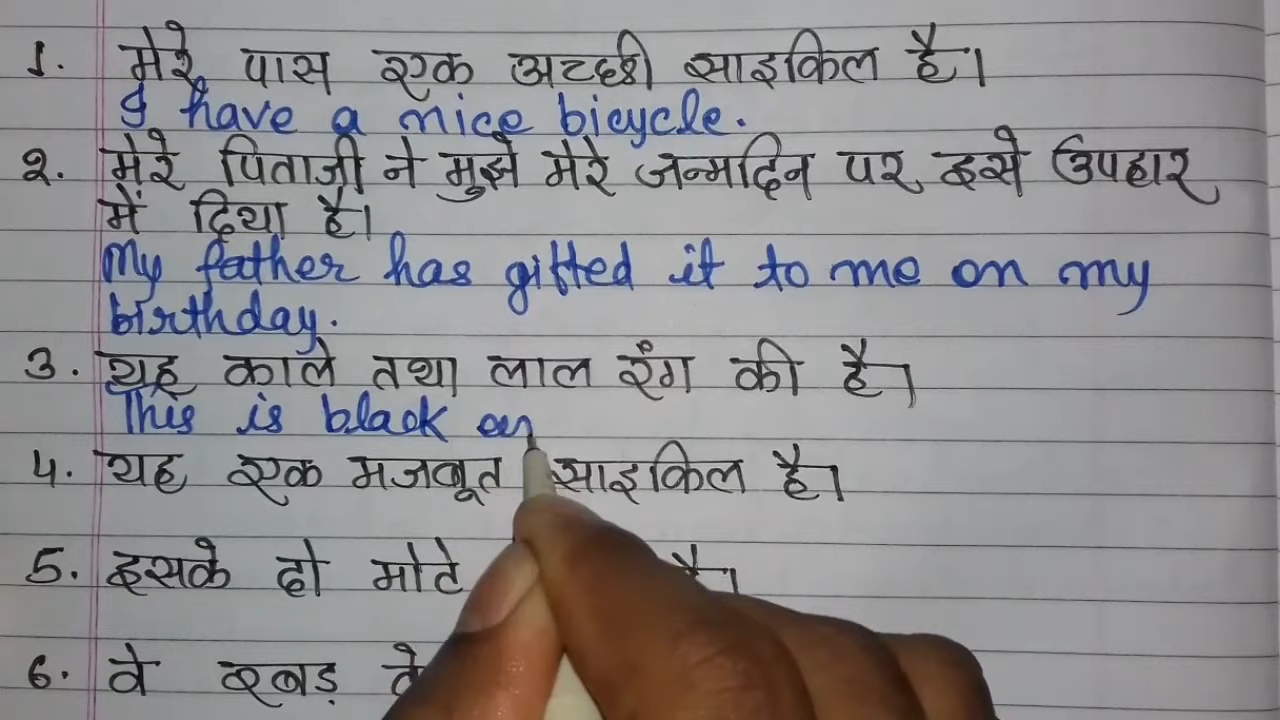 1. मेरे पास एक अच्छी साइकिल है।
I have a nice bicycle.
2. मेरे पिताजी ने मुझे मेरे जन्मदिन पर इसे उपहार
में दिया है।
My father has gifted it to me on my
birthday.
3. यह काले तथा लाल रंग की है।
This is black an
4. यह एक मजबूत साइकिल है।
5. इसके दो मोटे है।
6. वे रबड़